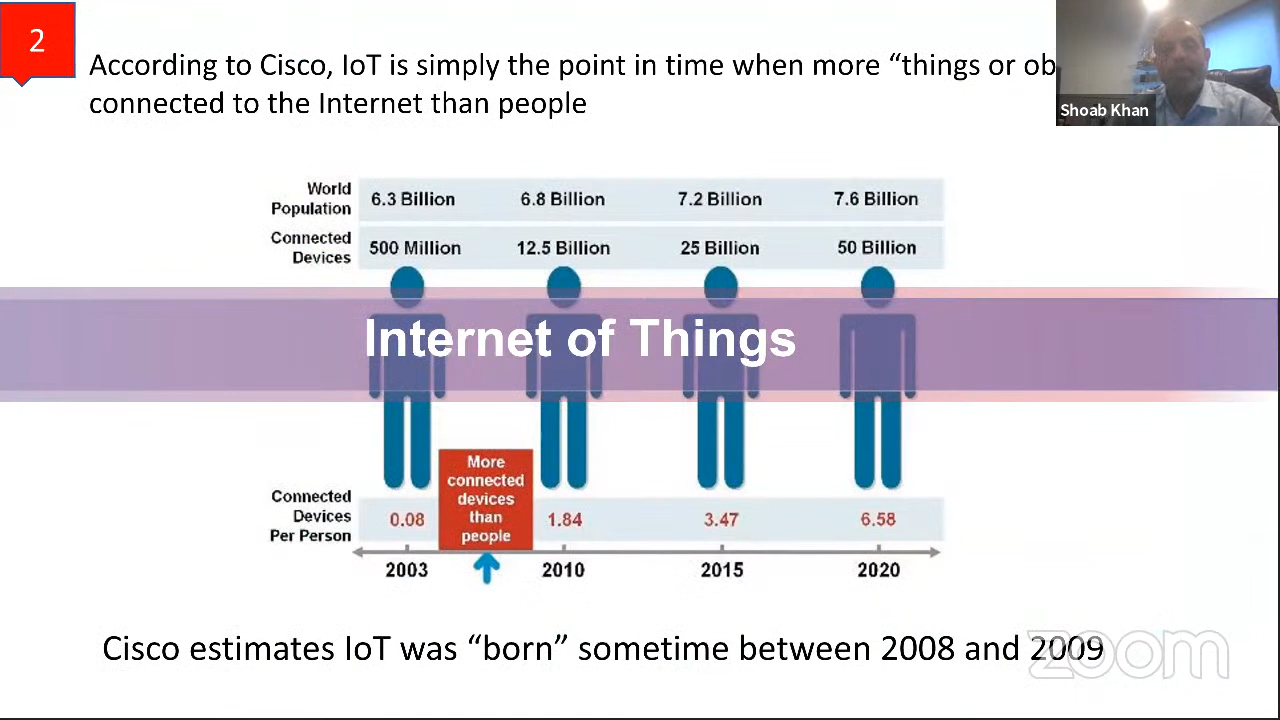 2
According to Cisco, IoT is simply the point in time when more “things or ob
connected to the Internet than people
Shoab Khan
World Population 6.3 Billion 6.8 Billion 7.2 Billion 7.6 Billion
Connected Devices 500 Million 12.5 Billion 25 Billion 50 Billion
Internet of Things
More
connected
devices
than
people
Connected Devices Per Person 0.08 1.84 3.47 6.58
2003 2010 2015 2020
Cisco estimates IoT was “born” sometime between 2008 and 2009
zoom